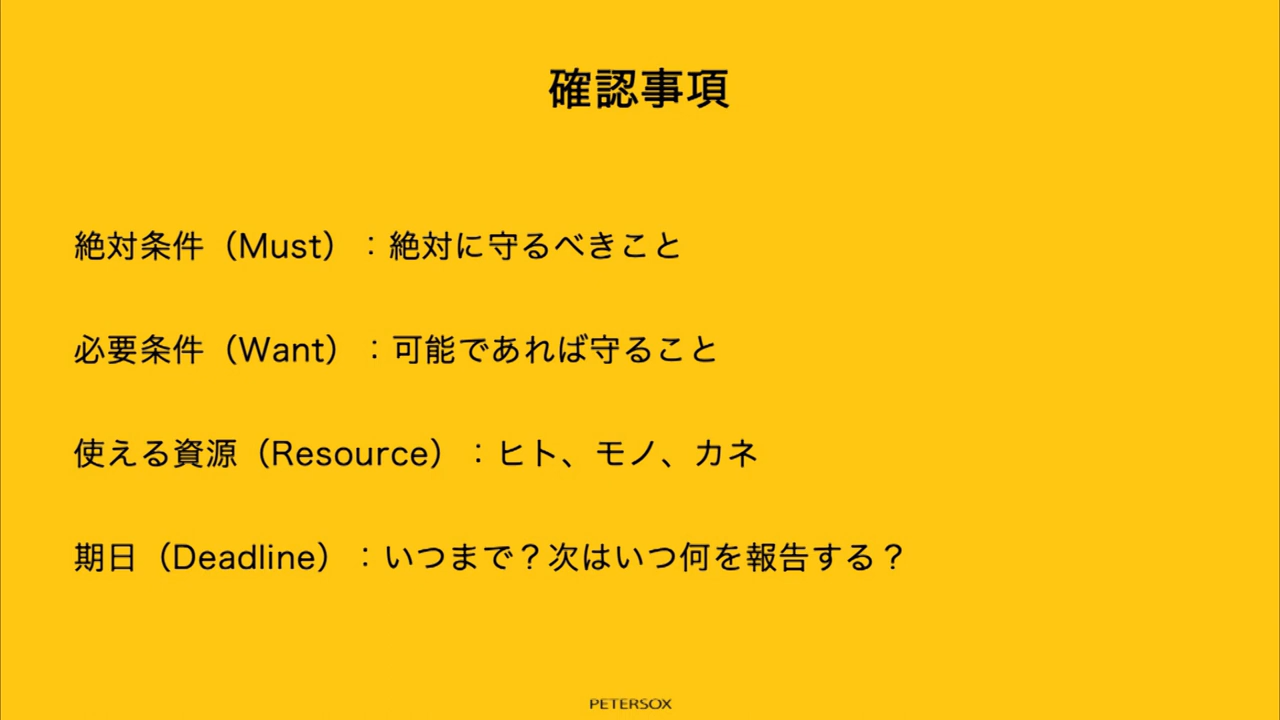 確認事項
絶対条件（Must）：絶対に守るべきこと
必要条件（Want）：可能であれば守ること
使える資源（Resource）：ヒト、モノ、カネ
期日（Deadline）：いつまで？次はいつ何を報告する？
PETERSOX